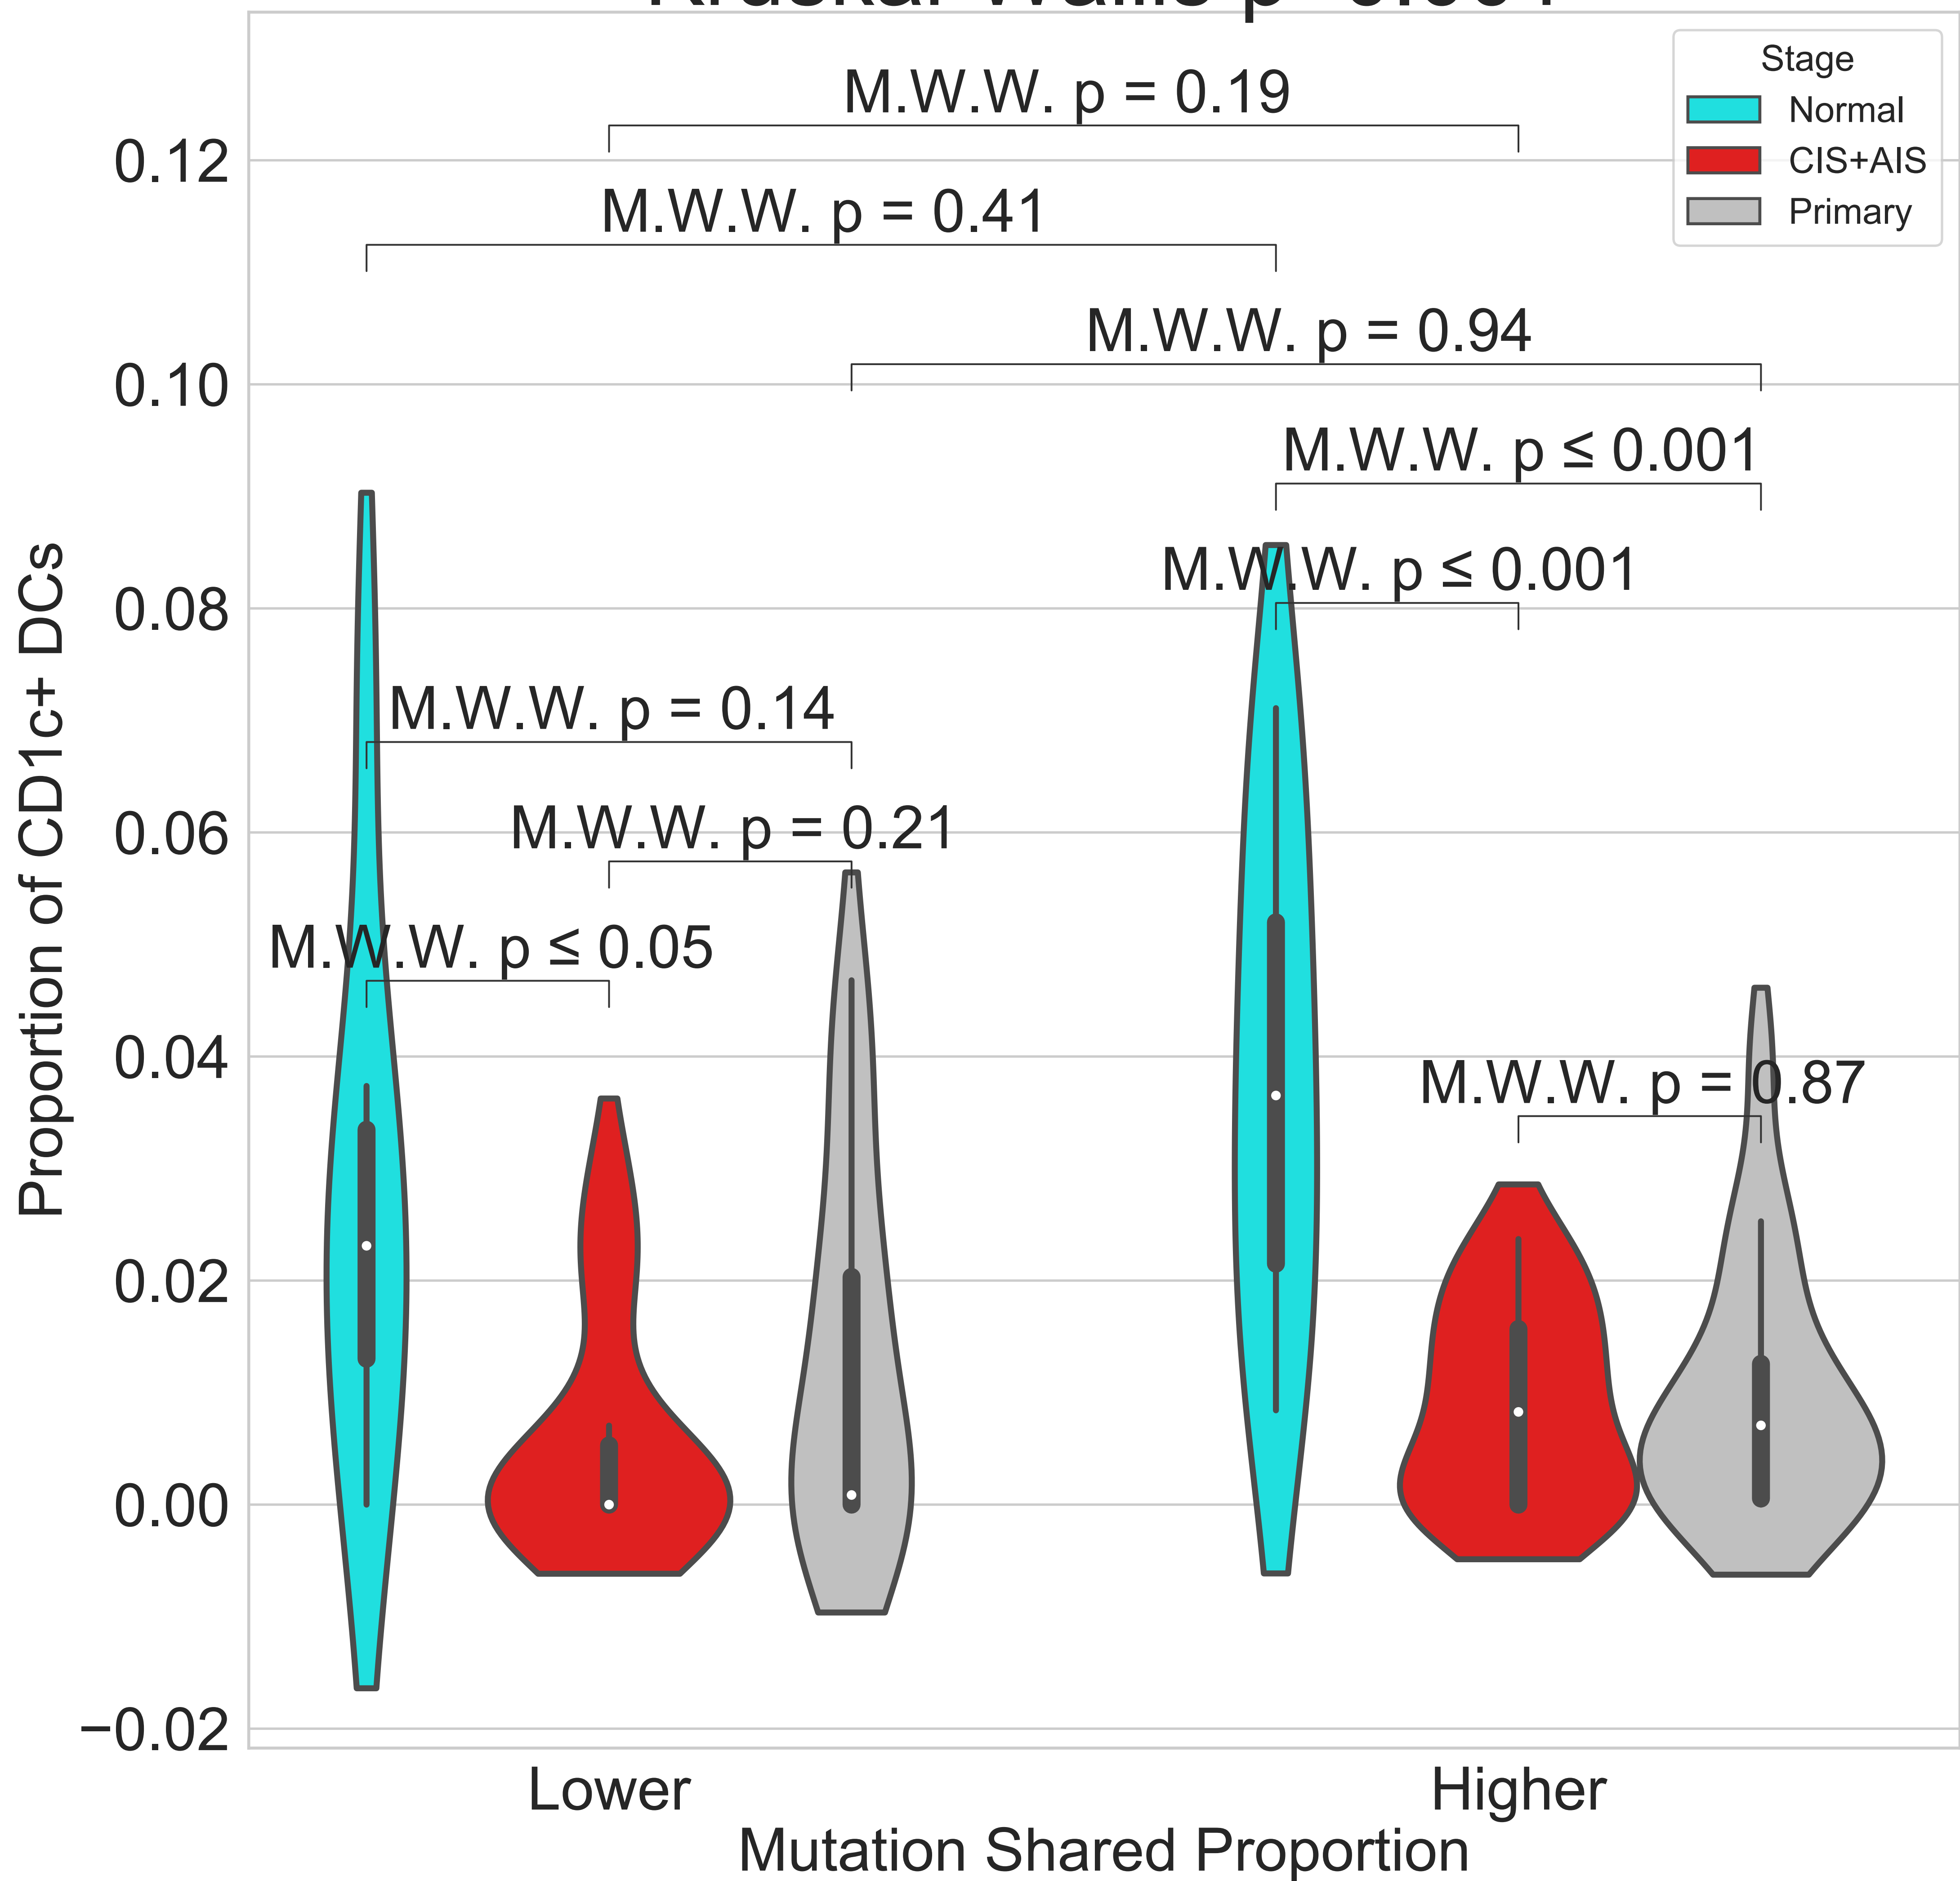 Stage
Normal
CIS+AIS
Primary
M.W.W. p = 0.19
M.W.W. p = 0.41
M.W.W. p = 0.94
M.W.W. p ≤ 0.001
M.W.W. p ≤ 0.001
M.W.W. p = 0.14
M.W.W. p = 0.21
M.W.W. p ≤ 0.05
M.W.W. p = 0.87
0.12
0.10
0.08
0.06
0.04
0.02
0.00
−0.02
Proportion of CD1c+ DCs
Lower
Higher
Mutation Shared Proportion